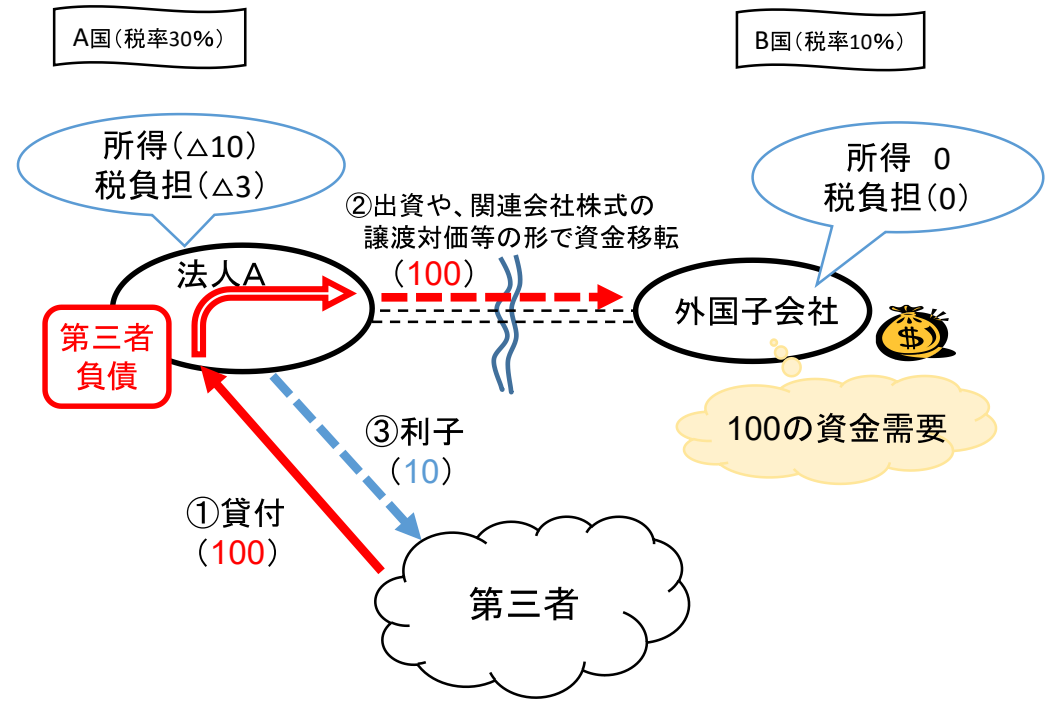 A国（税率30%）
B国（税率10%）
所得（△10）
税負担（△3）
所得　0
税負担（0）
②出資や、関連会社株式の
譲渡対価等の形で資金移転
（100）
法人A
外国子会社
$
第三者
負債
100の資金需要
③利子
（10）
①貸付
（100）
第三者